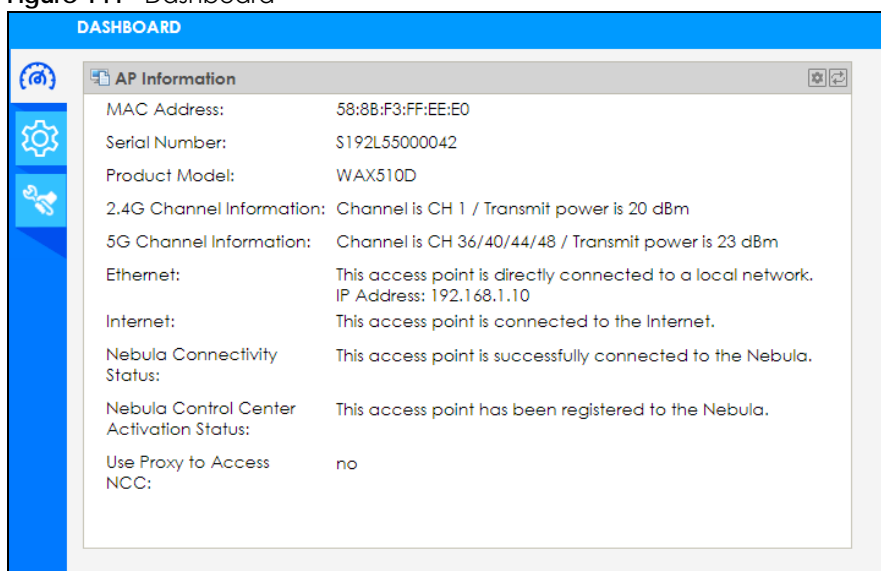 Dashboard
DASHBOARD
AP Information
MAC Address: 58:8B:F3:FF:EE:E0
Serial Number: S192L55000042
Product Model: WAX510D
2.4G Channel Information: Channel is CH 1 / Transmit power is 20 dBm
5G Channel Information: Channel is CH 36/40/44/48 / Transmit power is 23 dBm
Ethernet: This access point is directly connected to a local network.
IP Address: 192.168.1.10
Internet: This access point is connected to the Internet.
Nebula Connectivity This access point is successfully connected to the Nebula.
Status:
Nebula Control Center This access point has been registered to the Nebula.
Activation Status:
Use Proxy to Access no
NCC: